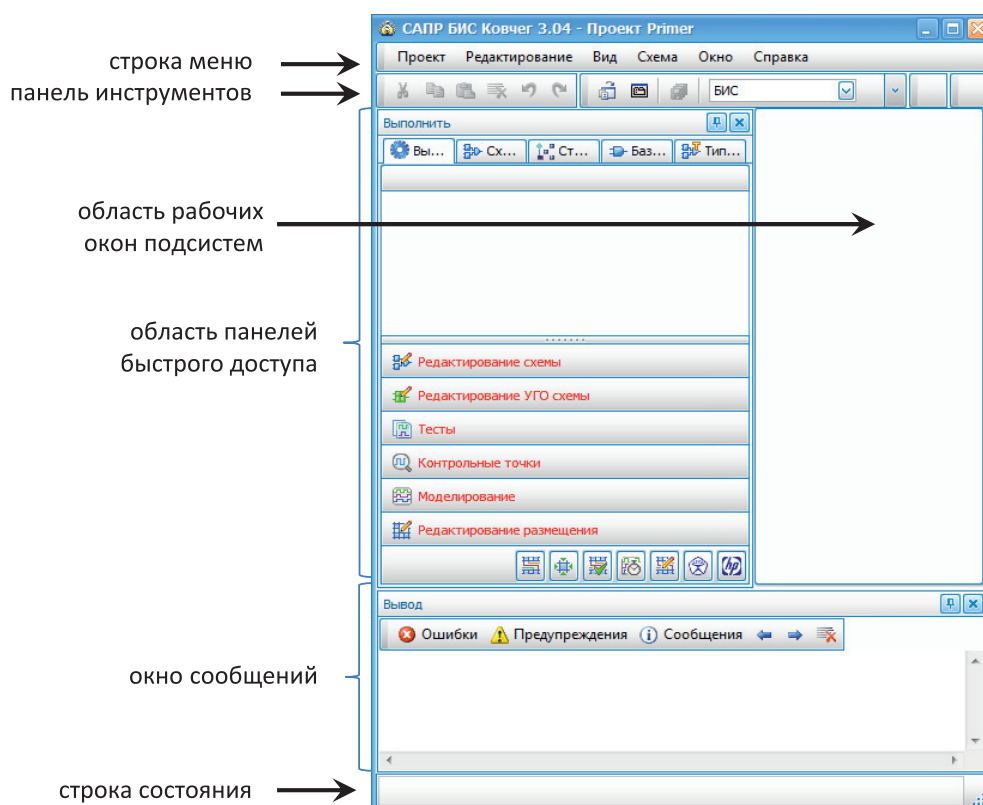 САПР БИС Ковчег 3.04 - Проект Primer
строка меню
Проект Редактирование Вид Схема Окно Справка
панель инструментов
БИС
Выполнить
Вы... Сх... Ст... Баз... Тип...
область рабочих
окон подсистем
область панелей
быстрого доступа
Редактирование схемы
Редактирование УГО схемы
Тесты
Контрольные точки
Моделирование
Редактирование размещения
hp
Вывод
Ошибки Предупреждения Сообщения
окно сообщений
строка состояния